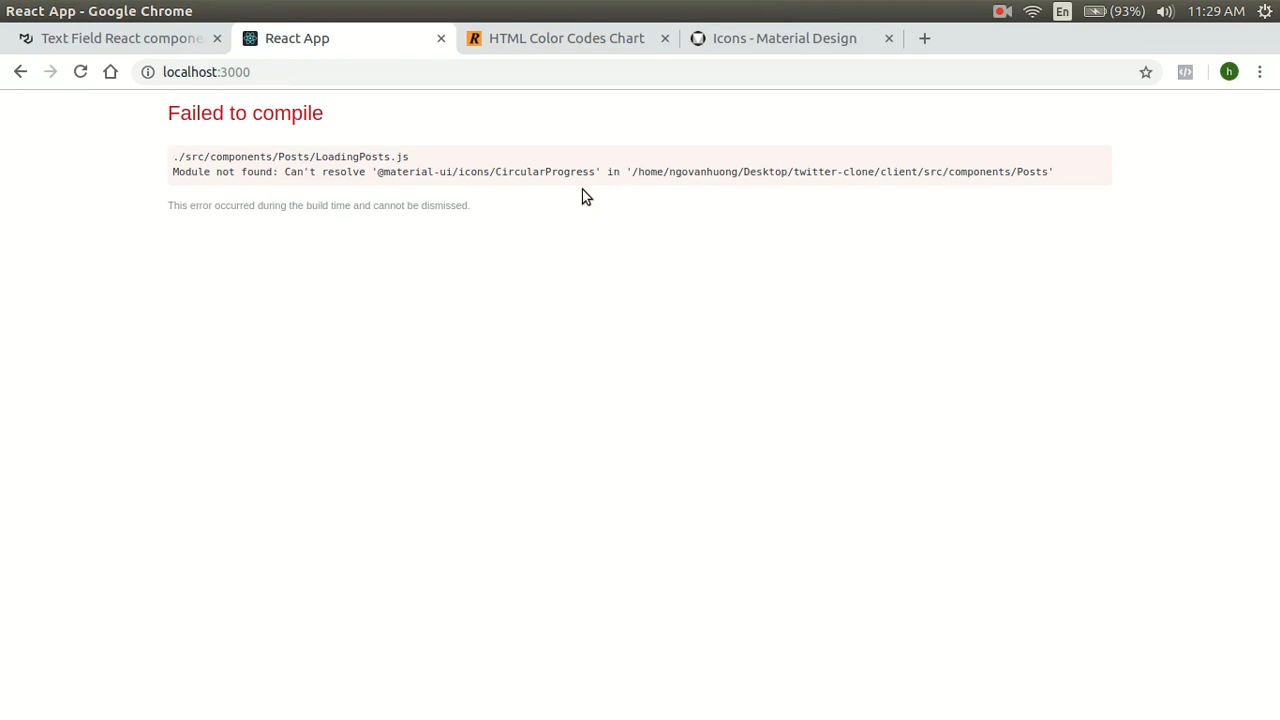 React App - Google Chrome
En
(93%)
11:29 AM
Text Field React compone
React App
R
HTML Color Codes Chart
Icons - Material Design
localhost:3000
h
Failed to compile
./src/components/Posts/LoadingPosts.js
Module not found: Can't resolve '@material-ui/icons/CircularProgress' in '/home/ngovanhuong/Desktop/twitter-clone/client/src/components/Posts'
This error occurred during the build time and cannot be dismissed.